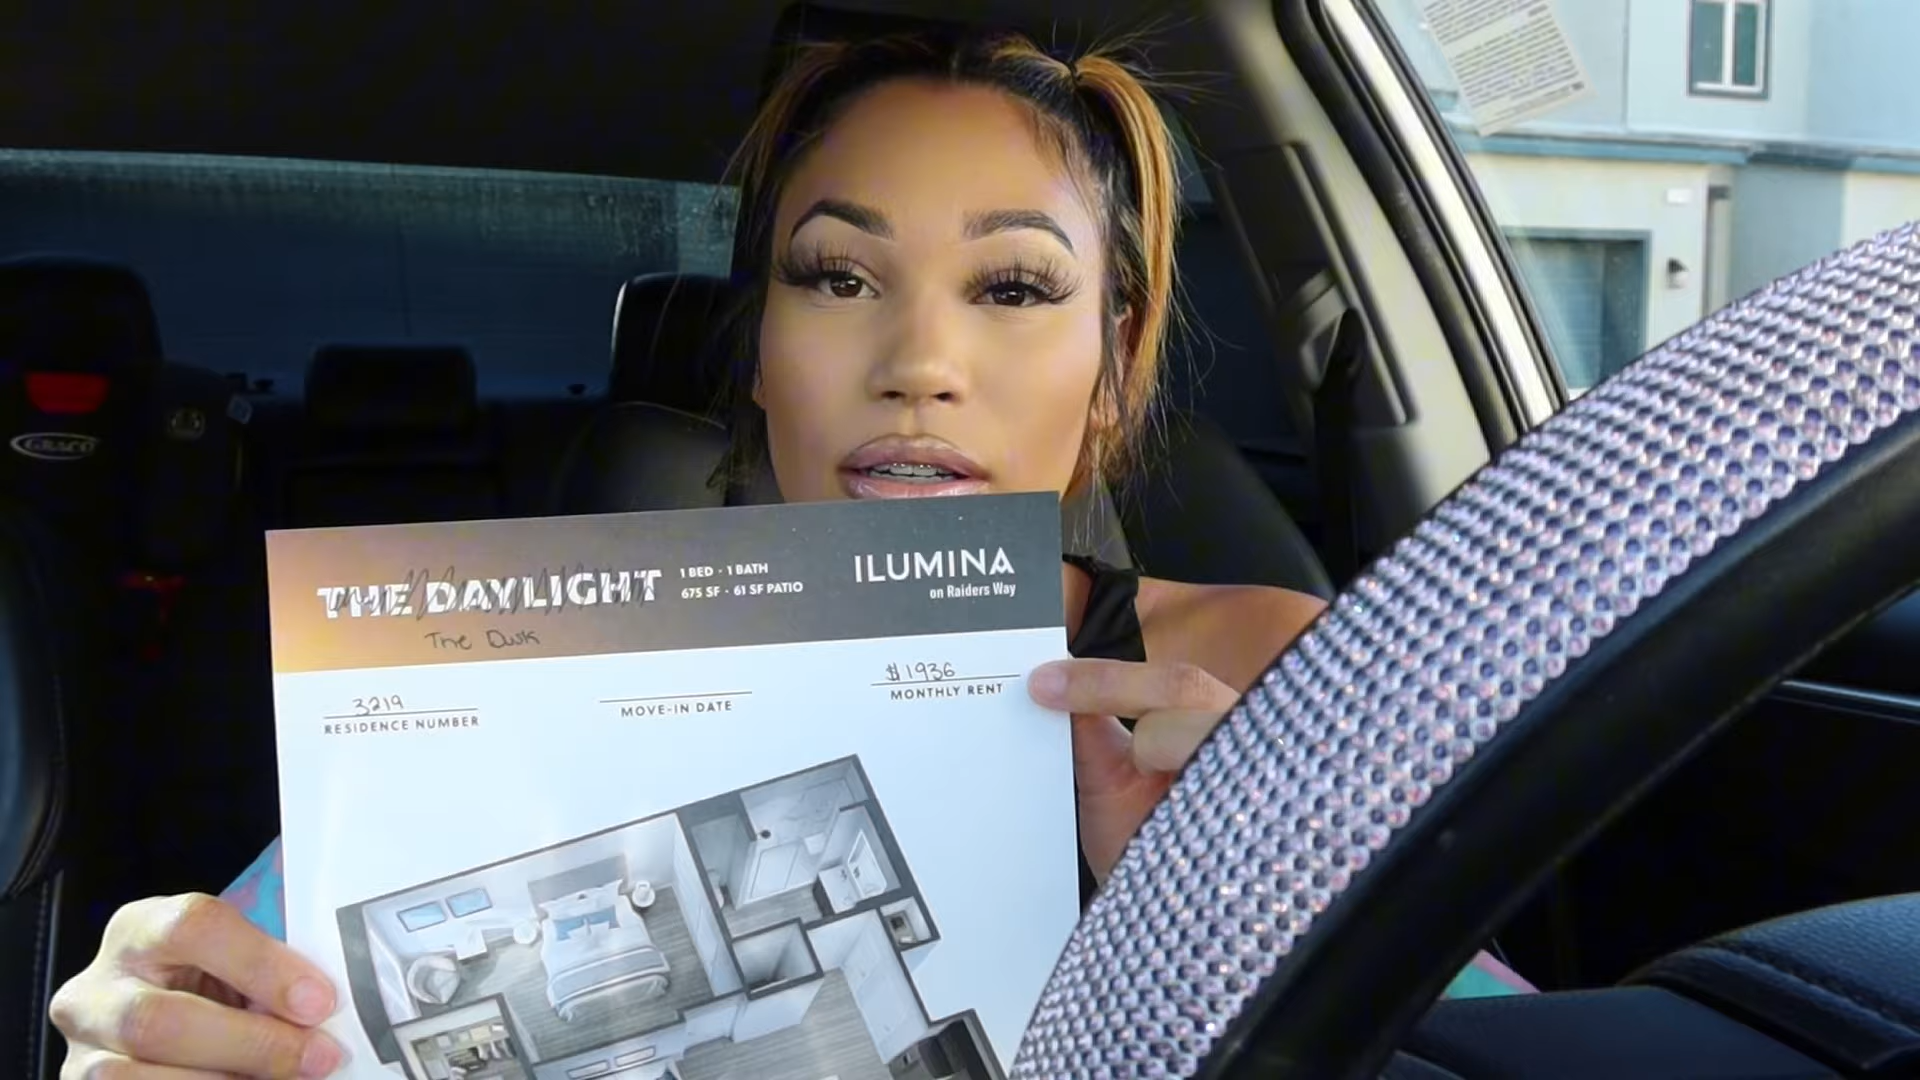 GRACO
THE DAYLIGHT
1 BED · 1 BATH
675 SF · 61 SF PATIO
ILUMINA
on Raiders Way
The Dusk
3219
RESIDENCE NUMBER
MOVE-IN DATE
$1936
MONTHLY RENT